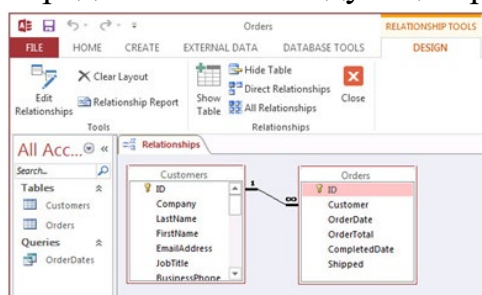 Orders
RELATIONSHIP TOOLS
FILE HOME CREATE EXTERNAL DATA DATABASE TOOLS DESIGN
Edit Relationships
Clear Layout
Relationship Report
Tools
Show Table
Hide Table
Direct Relationships
All Relationships
Close
Relationships
All Acc...
Search...
Tables
Customers
Orders
Queries
OrderDates
Relationships
Customers
ID
Company
LastName
FirstName
EmailAddress
JobTitle
BusinessPhone
1
∞
Orders
ID
Customer
OrderDate
OrderTotal
CompletedDate
Shipped